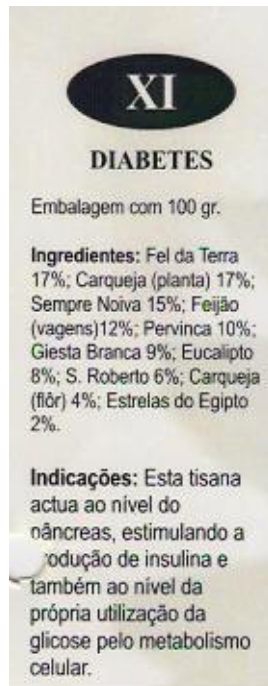 XI
DIABETES
Embalagem com 100 gr.
Ingredientes: Fel da Terra
17%; Carqueja (planta) 17%;
Sempre Noiva 15%; Feijão
(vagens)12%; Pervinca 10%;
Giesta Branca 9%; Eucalipto
8%; S. Roberto 6%; Carqueja
(flôr) 4%; Estrelas do Egipto
2%.
Indicações: Esta tisana
actua ao nível do
pâncreas, estimulando a
rodução de insulina e
também ao nível da
própria utilização da
glicose pelo metabolismo
celular.